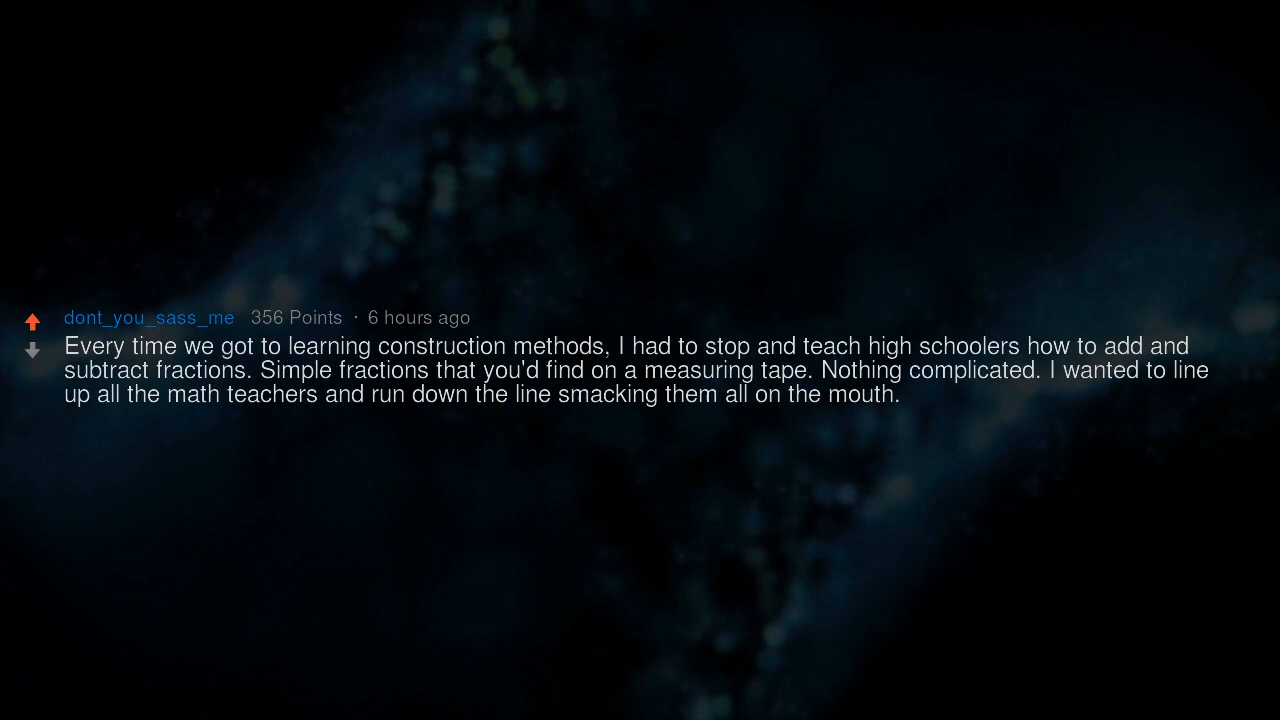 dont_you_sass_me 356 Points · 6 hours ago
Every time we got to learning construction methods, I had to stop and teach high schoolers how to add and
subtract fractions. Simple fractions that you'd find on a measuring tape. Nothing complicated. I wanted to line
up all the math teachers and run down the line smacking them all on the mouth.